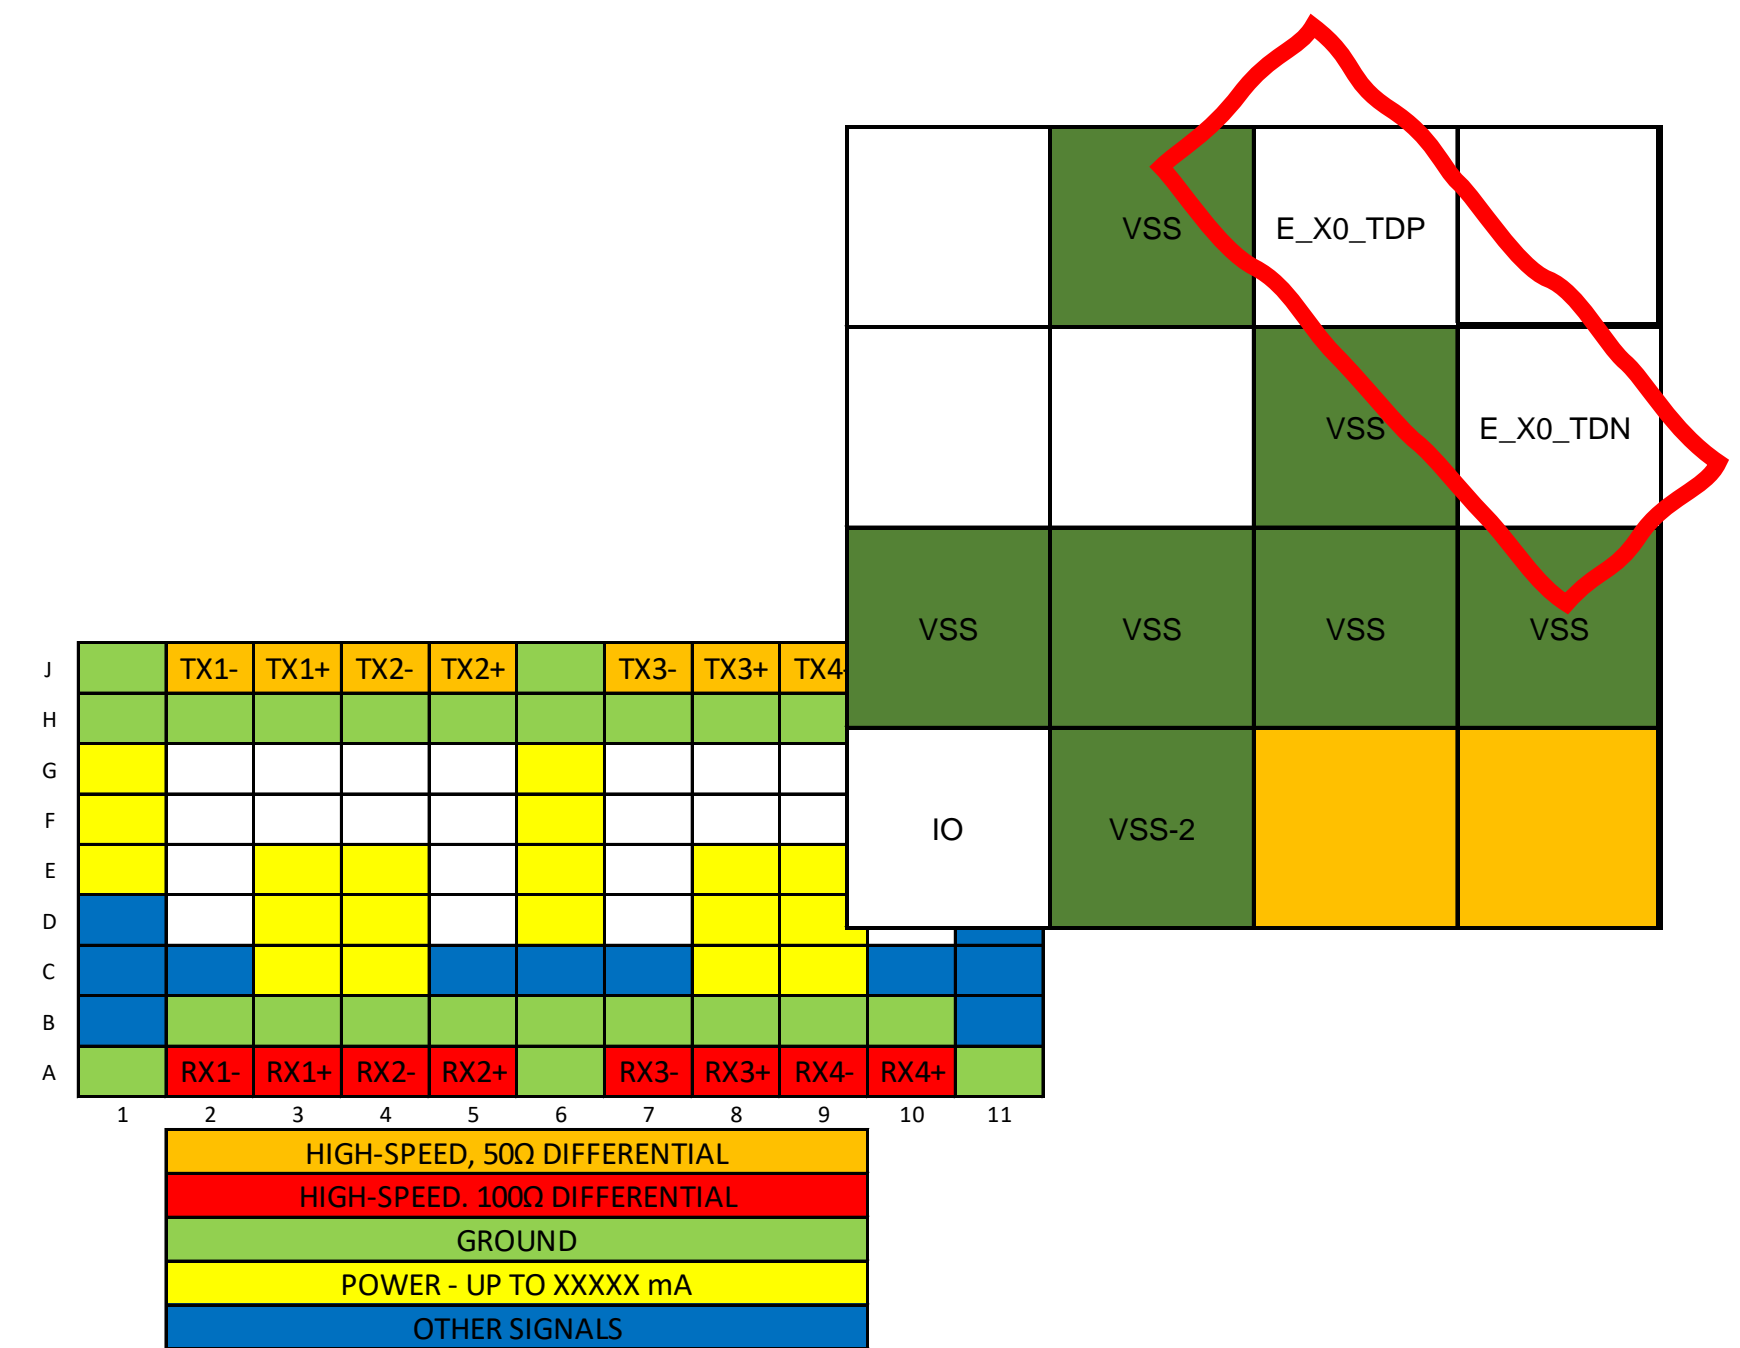 VSS E_X0_TDP
VSS E_X0_TDN
VSS VSS VSS VSS
IO VSS-2
J TX1- TX1+ TX2- TX2+ TX3- TX3+ TX4-
H
G
F
E
D
C
B
A RX1- RX1+ RX2- RX2+ RX3- RX3+ RX4- RX4+
1 2 3 4 5 6 7 8 9 10 11
HIGH-SPEED, 50Ω DIFFERENTIAL
HIGH-SPEED. 100Ω DIFFERENTIAL
GROUND
POWER - UP TO XXXXX mA
OTHER SIGNALS